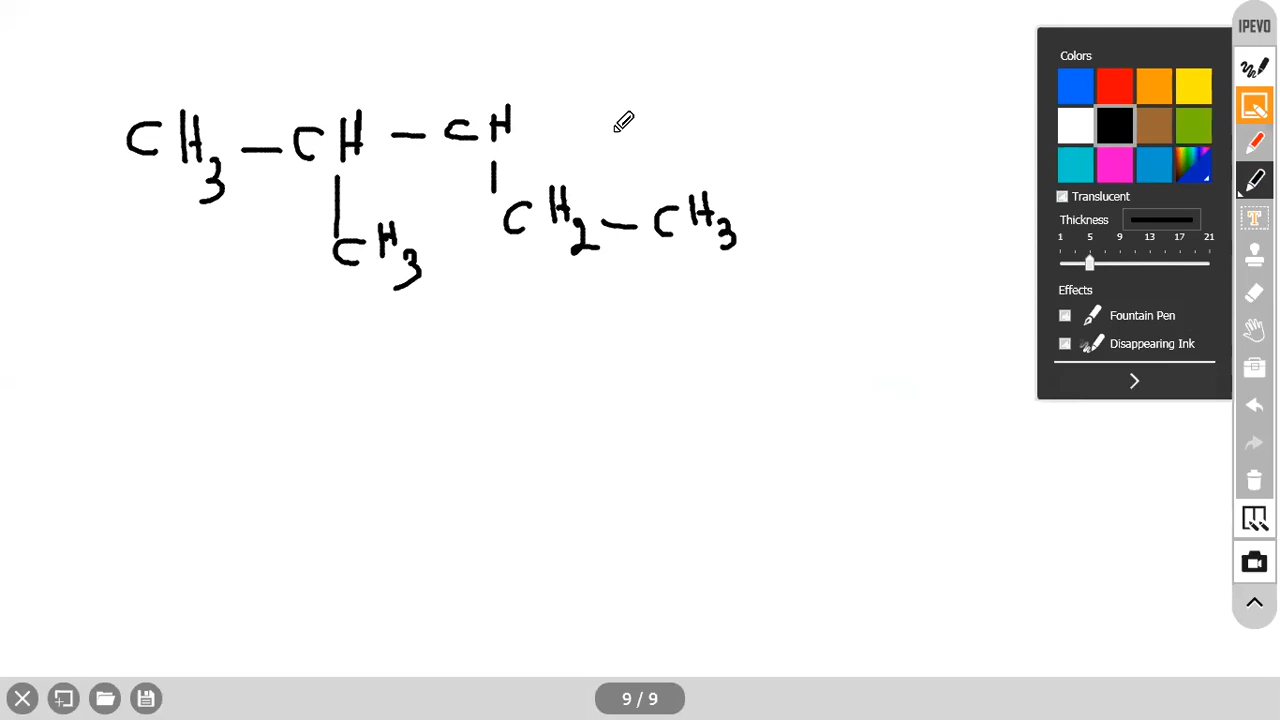 IPEVO
Colors
CH3 – CH – CH
CH2 – CH3
CH3
Translucent
Thickness
1 5 9 13 17 21
Effects
Fountain Pen
Disappearing Ink
9 / 9